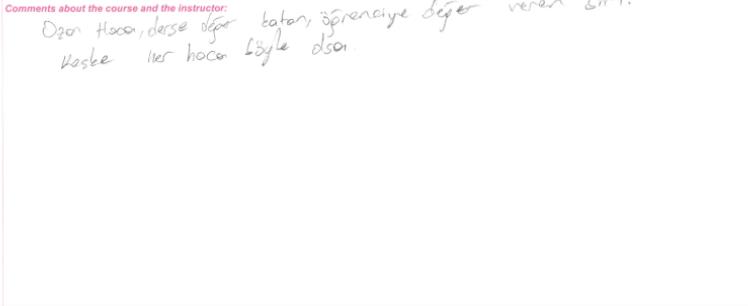 Comments about the course and the instructor:
Ozan Hoca, derse değer katan, öğrenciye değer veren biri.
Keşke her hoca böyle olsa.